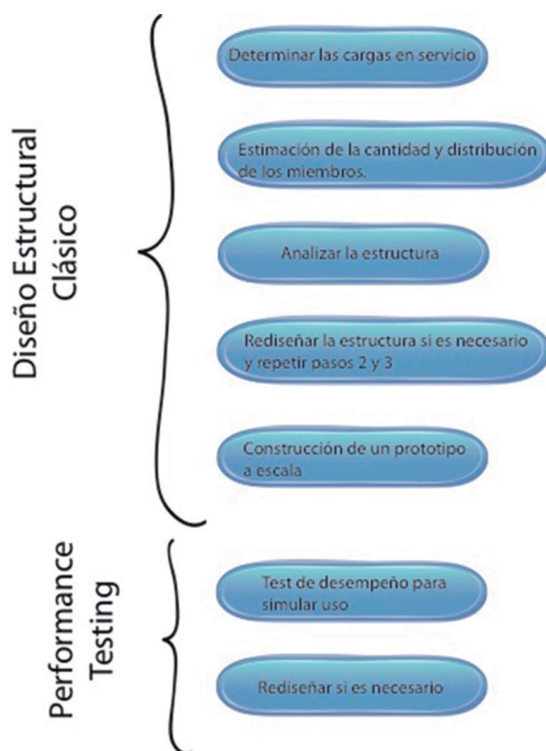 Diseño Estructural
Clásico
Determinar las cargas en servicio
Estimación de la cantidad y distribución
de los miembros.
Analizar la estructura
Rediseñar la estructura si es necesario
y repetir pasos 2 y 3
Construcción de un prototipo
a escala
Performance
Testing
Test de desempeño para
simular uso
Rediseñar si es necesario